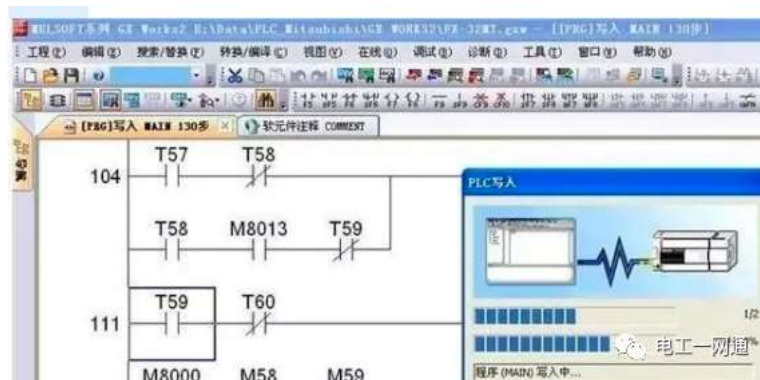 MELSOFT系列 GX Works2 E:\Data\PLC Mitsubishi\GX WORKS2\FX-32MT.gxw - [[PRG]写入 MAIN 130步]
工程(P) 编辑(E) 搜索/替换(F) 转换/编译(C) 视图(V) 在线(O) 调试(B) 诊断(D) 工具(T) 窗口(W) 帮助(H)
[PRG]写入 MAIN 130步 软元件注释 COMMENT
T57 T58
104
PLC写入
T58 M8013 T59
T59 T60
111
1/2
电工一网通
M8000 M58 M59
程序(MAIN) 写入中...